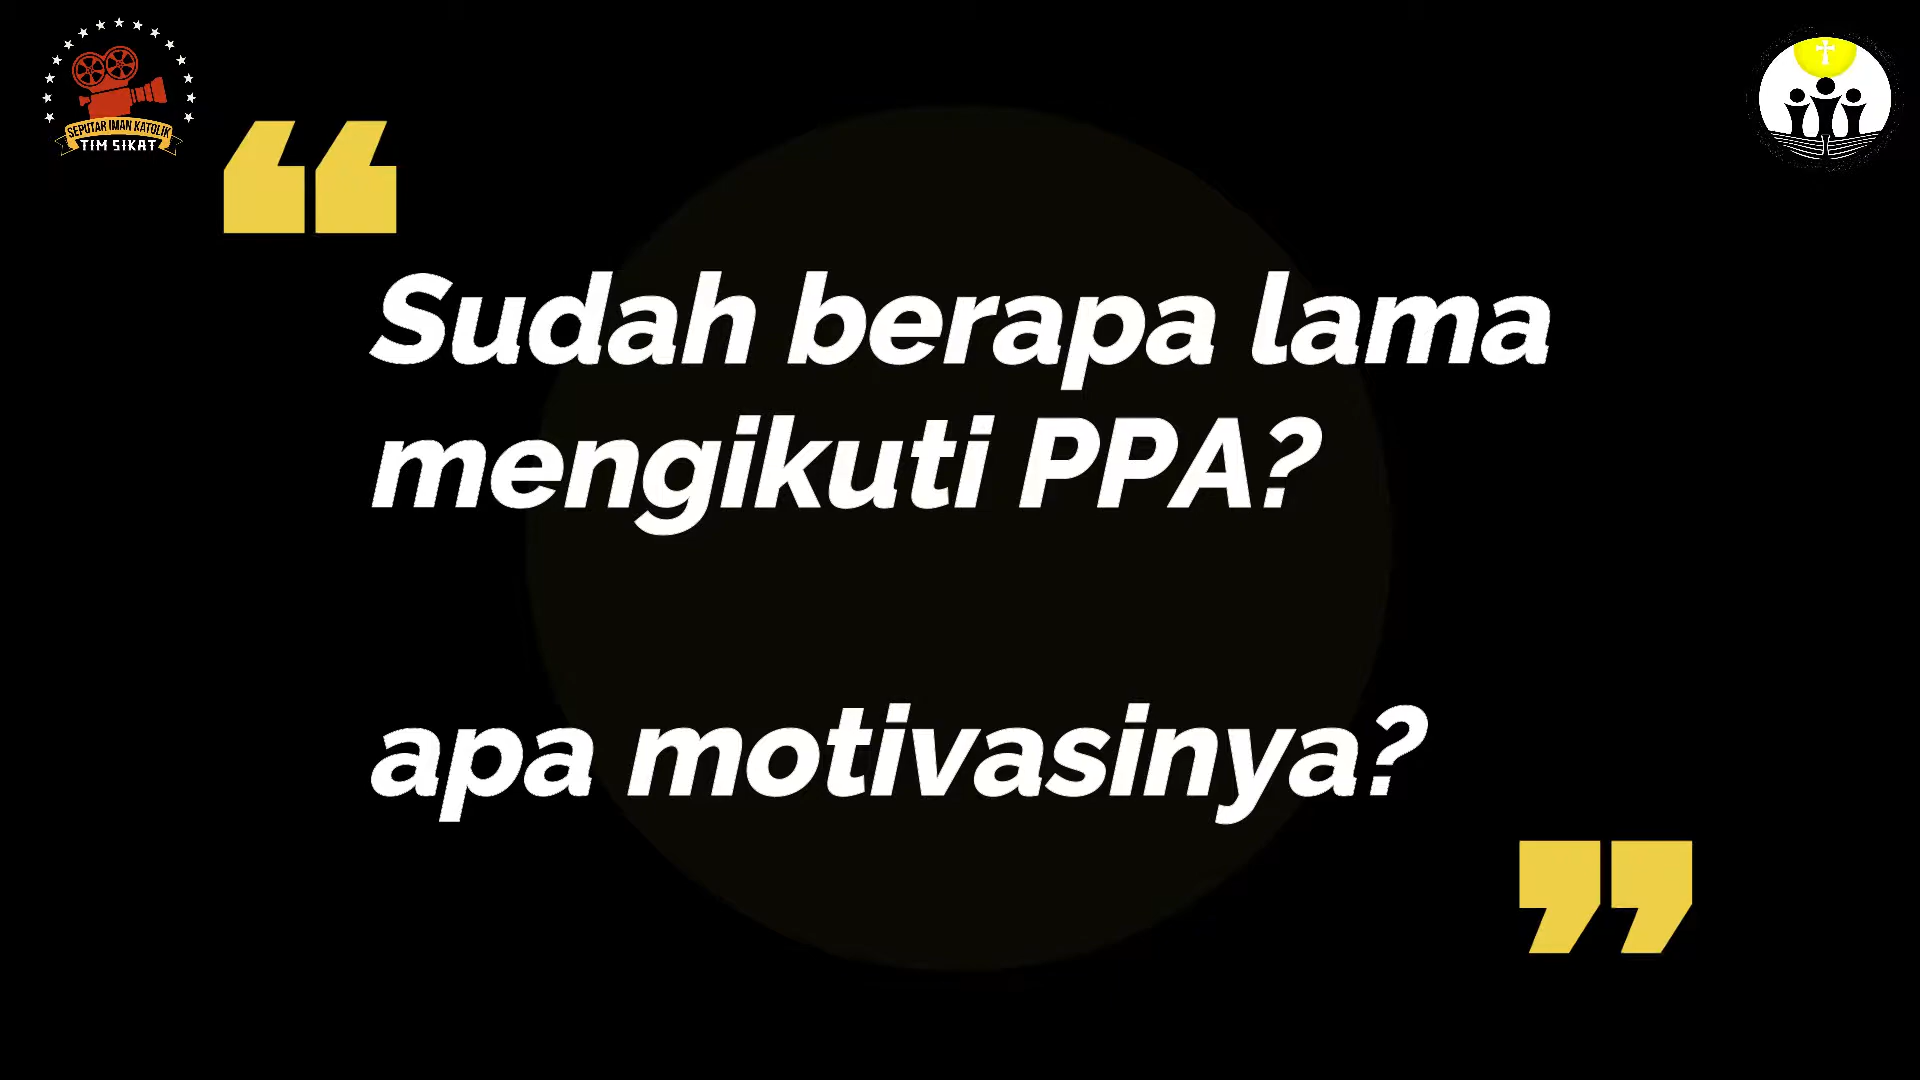 SEPUTAR IMAN KATOLIK
TIM SIKAT
“
Sudah berapa lama
mengikuti PPA?
apa motivasinya?
”